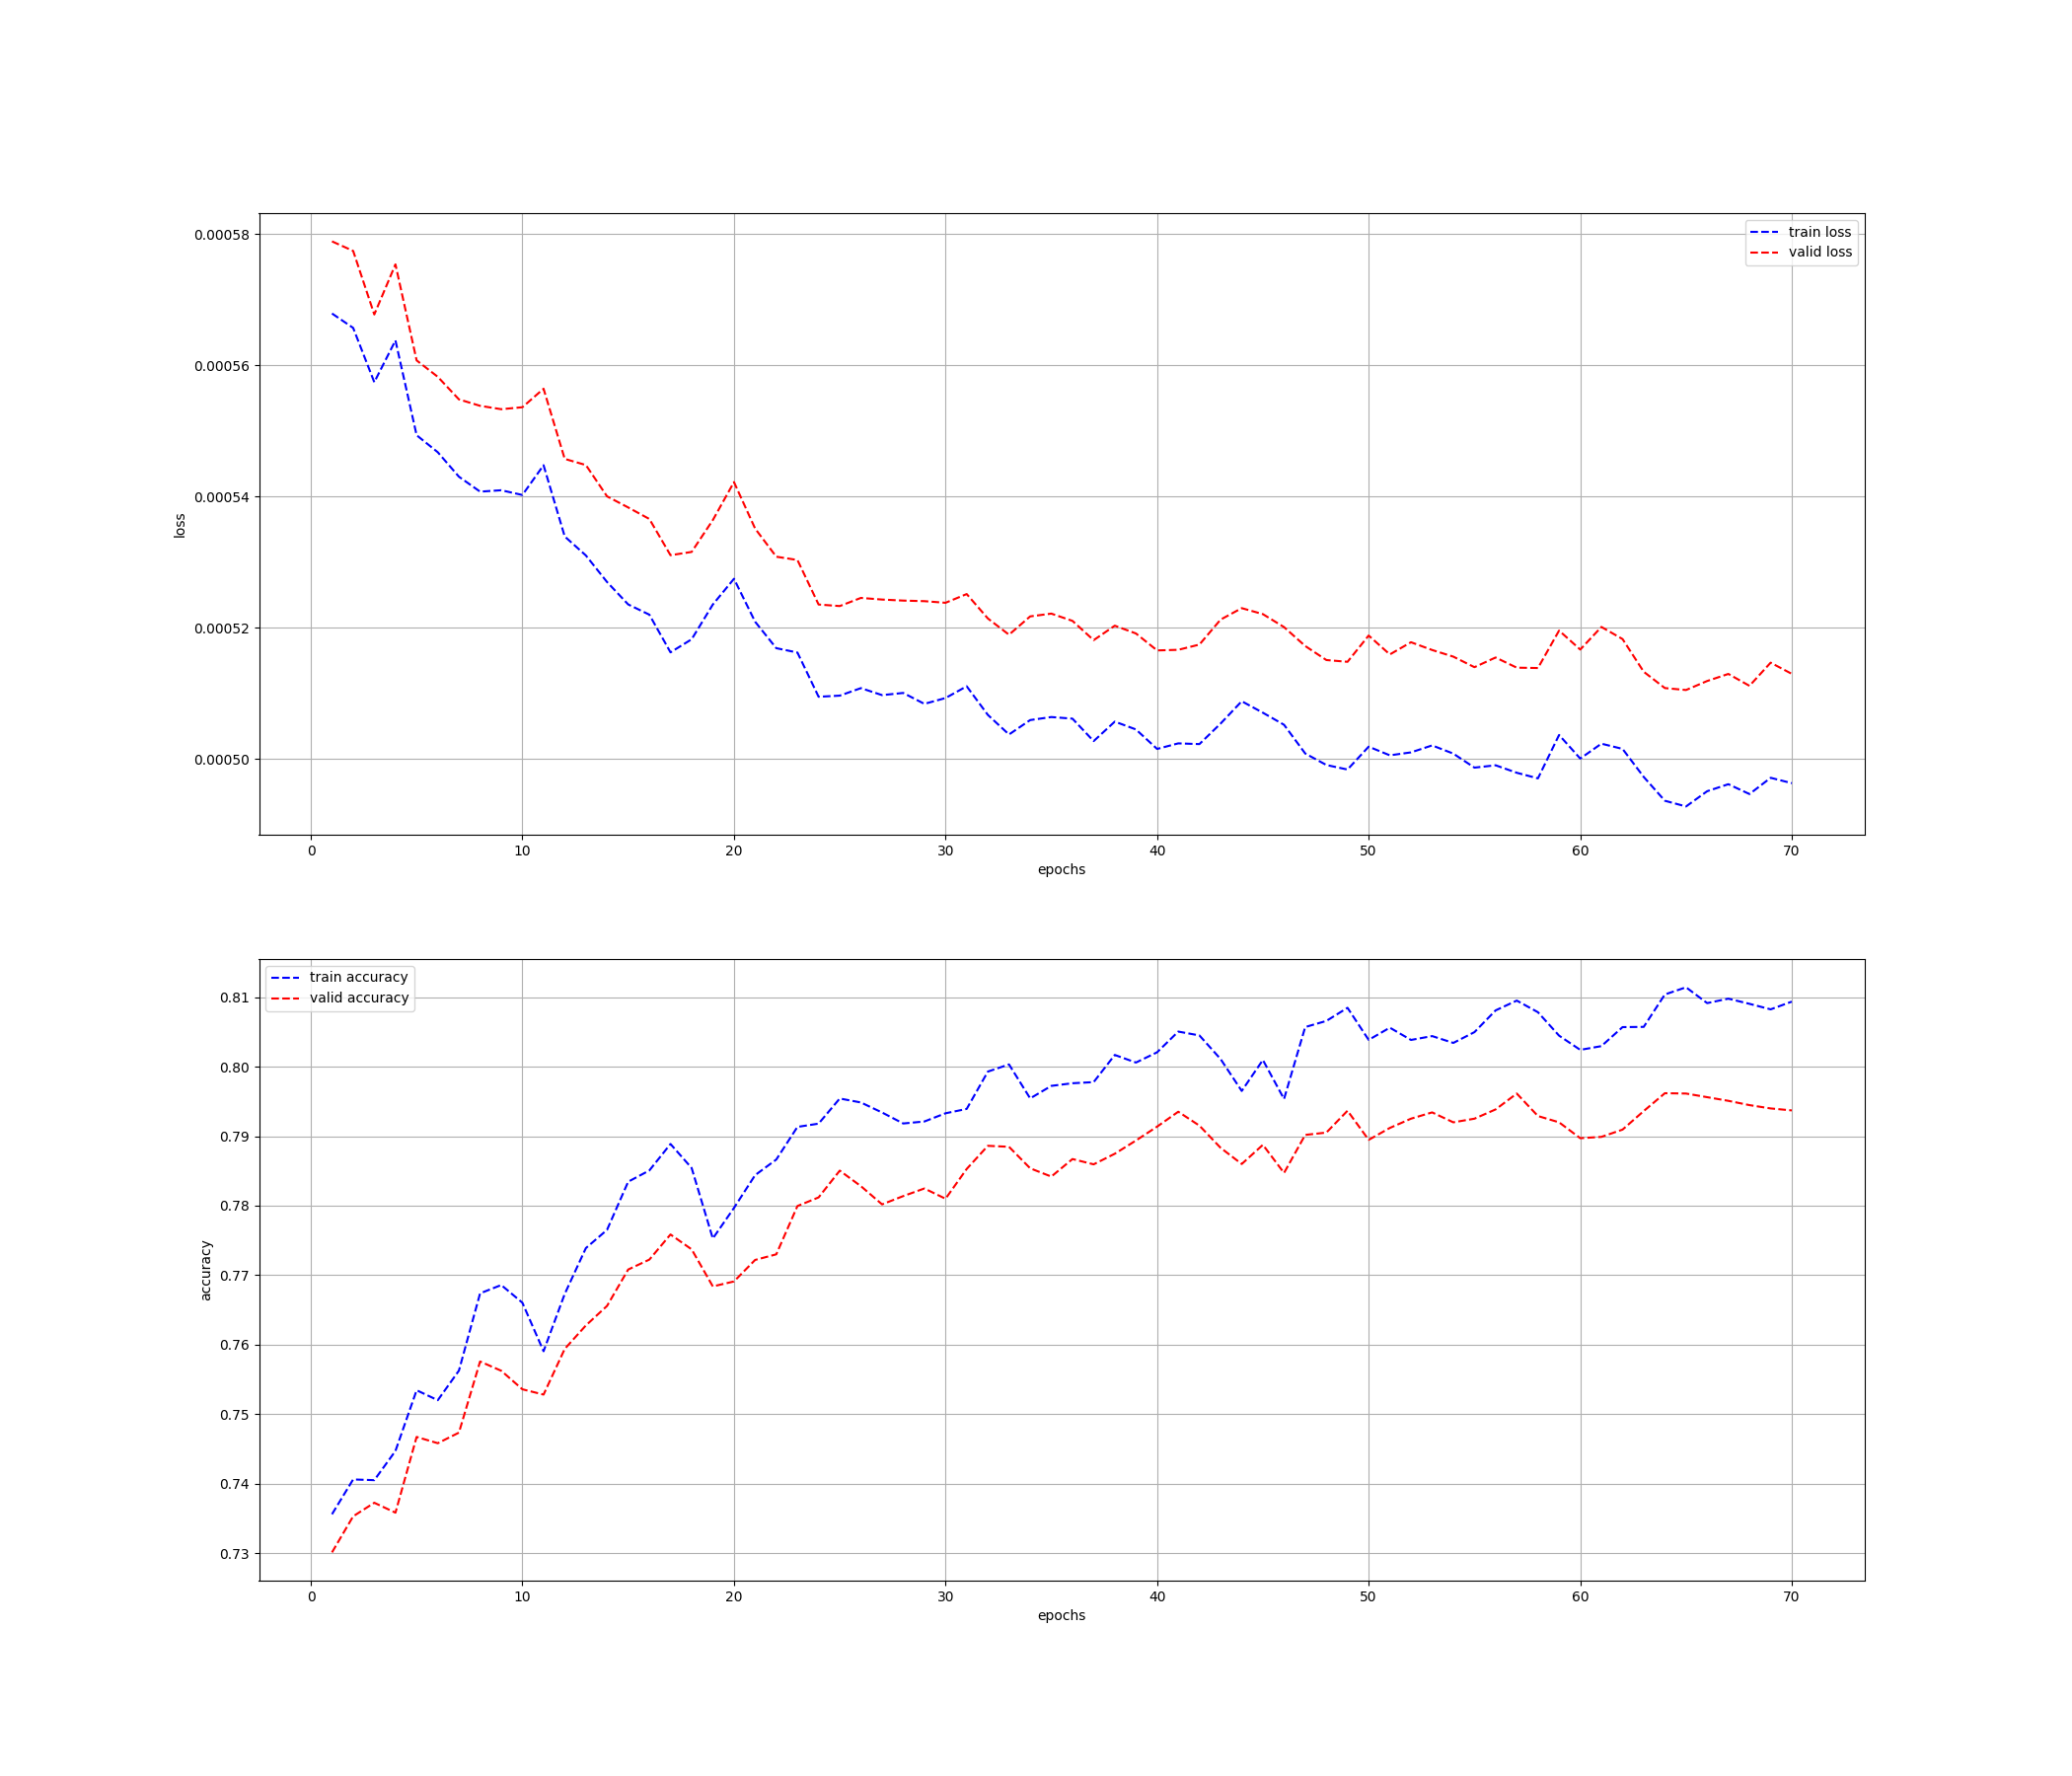 0.00058
0.00056
0.00054
0.00052
0.00050
loss
train loss
valid loss
0 10 20 30 40 50 60 70
epochs
train accuracy
valid accuracy
0.81
0.80
0.79
0.78
0.77
0.76
0.75
0.74
0.73
accuracy
0 10 20 30 40 50 60 70
epochs